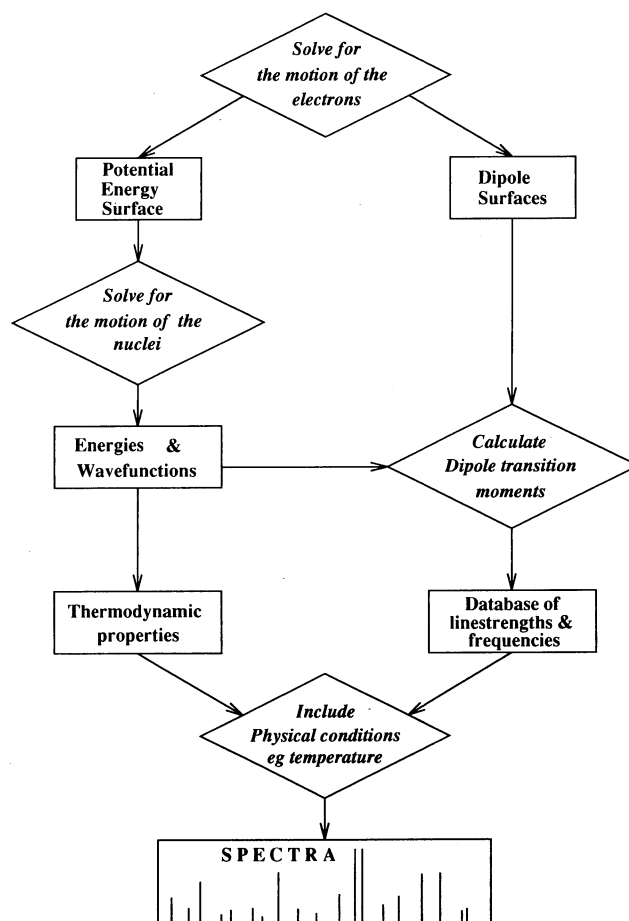 Solve for
the motion of the
electrons
Potential
Energy
Surface
Dipole
Surfaces
Solve for
the motion of the
nuclei
Energies &
Wavefunctions
Calculate
Dipole transition
moments
Thermodynamic
properties
Database of
linestrengths &
frequencies
Include
Physical conditions
eg temperature
SPECTRA